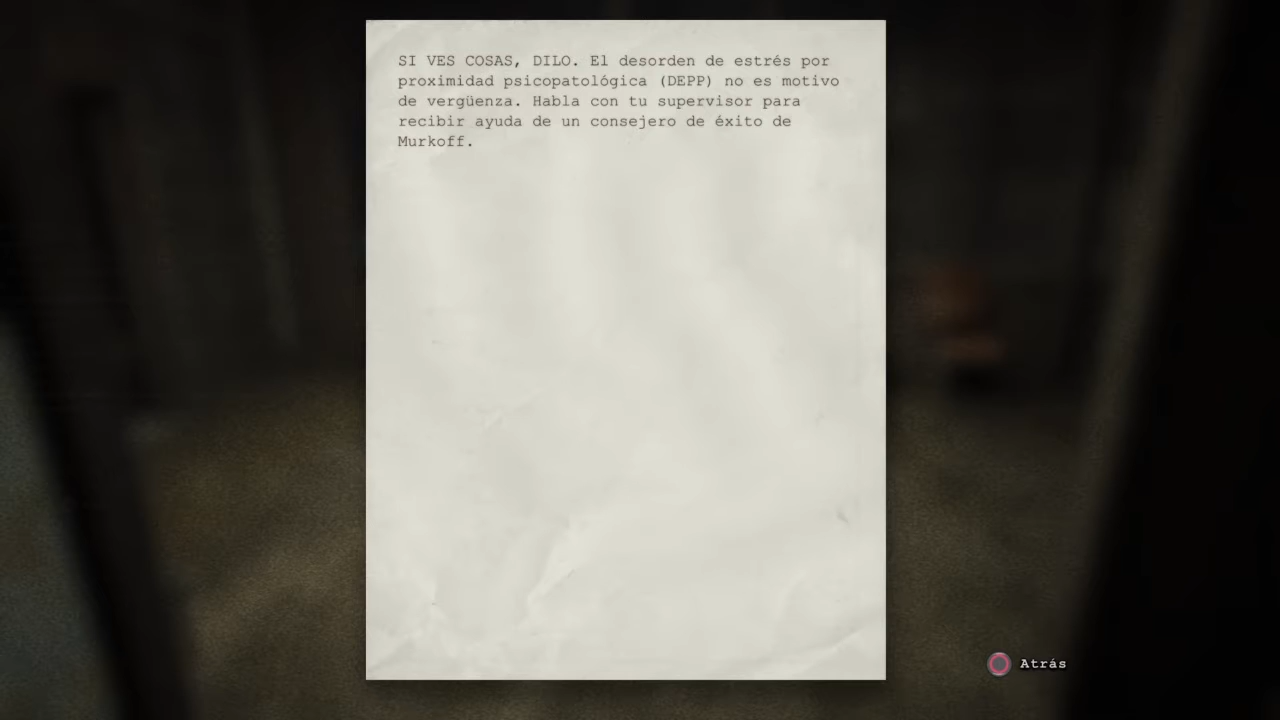 SI VES COSAS, DILO. El desorden de estrés por
proximidad psicopatológica (DEPP) no es motivo
de vergüenza. Habla con tu supervisor para
recibir ayuda de un consejero de éxito de
Murkoff.
Atrás